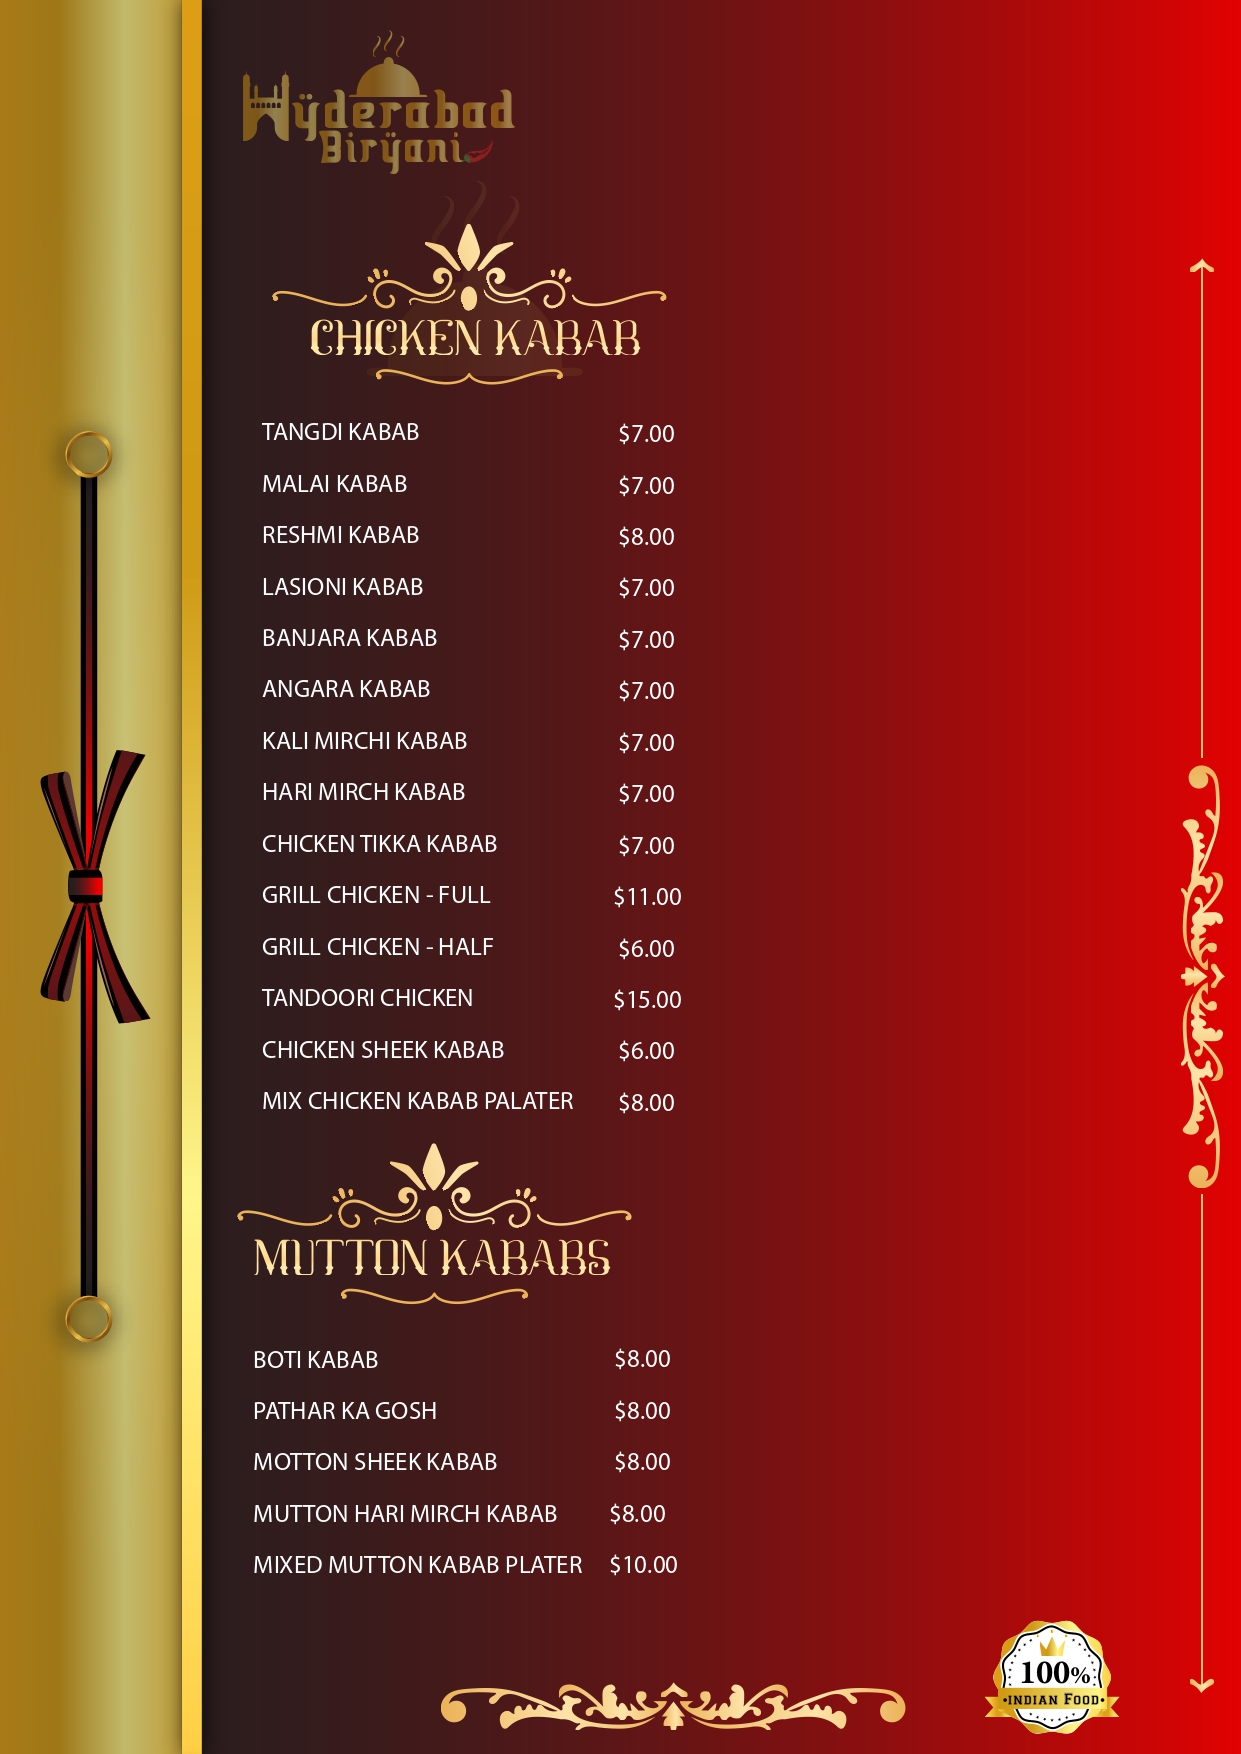 Hÿderabad
Birÿani
CHICKEN KABAB
TANGDI KABAB $7.00
MALAI KABAB $7.00
RESHMI KABAB $8.00
LASIONI KABAB $7.00
BANJARA KABAB $7.00
ANGARA KABAB $7.00
KALI MIRCHI KABAB $7.00
HARI MIRCH KABAB $7.00
CHICKEN TIKKA KABAB $7.00
GRILL CHICKEN - FULL $11.00
GRILL CHICKEN - HALF $6.00
TANDOORI CHICKEN $15.00
CHICKEN SHEEK KABAB $6.00
MIX CHICKEN KABAB PALATER $8.00
MUTTON KABABS
BOTI KABAB $8.00
PATHAR KA GOSH $8.00
MOTTON SHEEK KABAB $8.00
MUTTON HARI MIRCH KABAB $8.00
MIXED MUTTON KABAB PLATER $10.00
100%
•INDIAN FOOD•